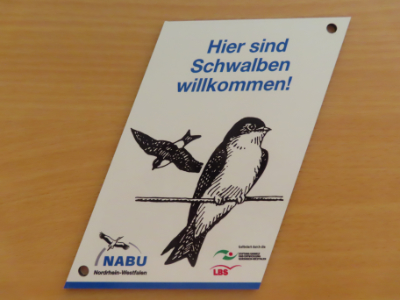 Hier sind
Schwalben
willkommen!
NABU
Nordrhein-Westfalen
LBS